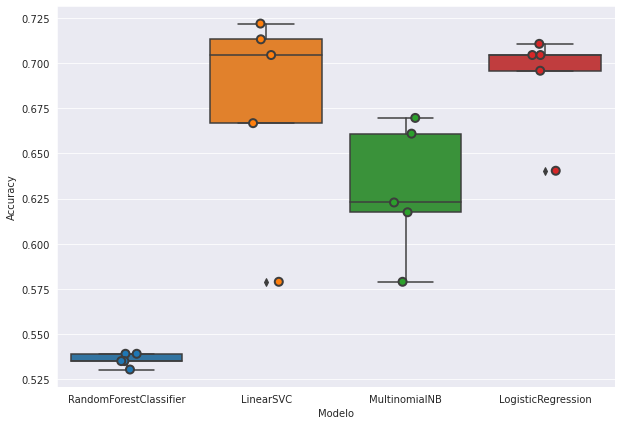 0.725
0.700
0.675
0.650
0.625
0.600
0.575
0.550
0.525
Accuracy
RandomForestClassifier
LinearSVC
MultinomialNB
LogisticRegression
Modelo